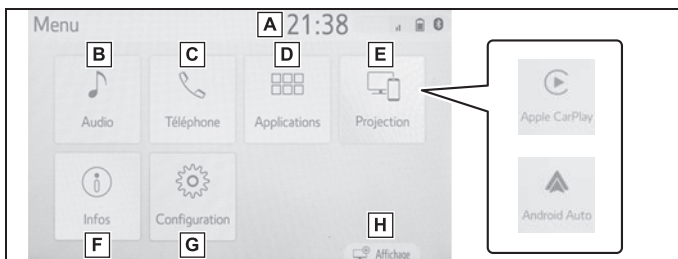 Menu
A 21:38
B C D E
Audio Téléphone Applications Projection
Apple CarPlay
Infos Configuration
Android Auto
F G H
Affichage